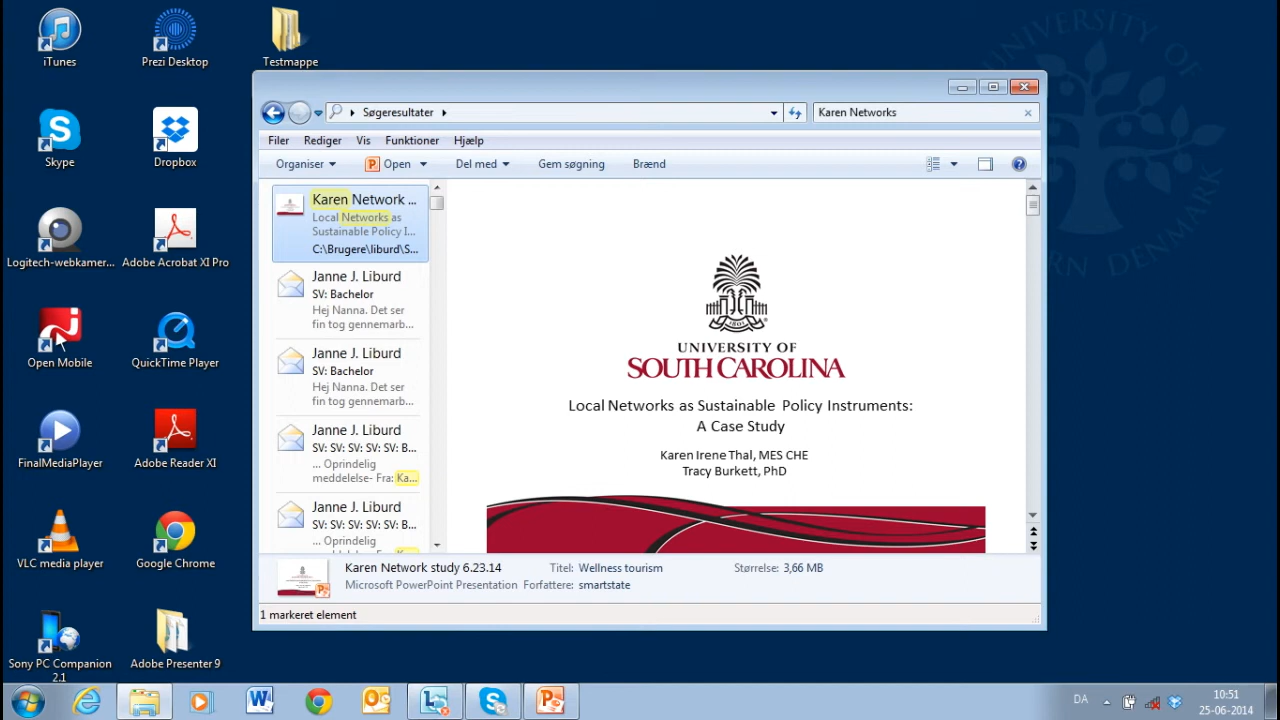 iTunes
Prezi Desktop
Testmappe
Skype
Dropbox
Logitech-webkamer...
Adobe Acrobat XI Pro
Open Mobile
QuickTime Player
FinalMediaPlayer
Adobe Reader XI
VLC media player
Google Chrome
Sony PC Companion
2.1
Adobe Presenter 9
UNIVERSITY OF
ERN DENMARK
Søgeresultater
Karen Networks
Filer Rediger Vis Funktioner Hjælp
Organiser Open Del med Gem søgning Brænd
Karen Network ...
Local Networks as
Sustainable Policy I...
C:\Brugere\liburd\S...
Janne J. Liburd
SV: Bachelor
Hej Nanna. Det ser
fin tog gennemarb...
Janne J. Liburd
SV: Bachelor
Hej Nanna. Det ser
fin tog gennemarb...
Janne J. Liburd
SV: SV: SV: SV: SV: B...
... Oprindelig
meddelelse- Fra: Ka...
Janne J. Liburd
SV: SV: SV: SV: SV: B...
... Oprindelig
UNIVERSITY OF
SOUTH CAROLINA
Local Networks as Sustainable Policy Instruments:
A Case Study
Karen Irene Thal, MES CHE
Tracy Burkett, PhD
Karen Network study 6.23.14 Titel: Wellness tourism Størrelse: 3,66 MB
Microsoft PowerPoint Presentation Forfattere: smartstate
1 markeret element
DA
10:51
25-06-2014